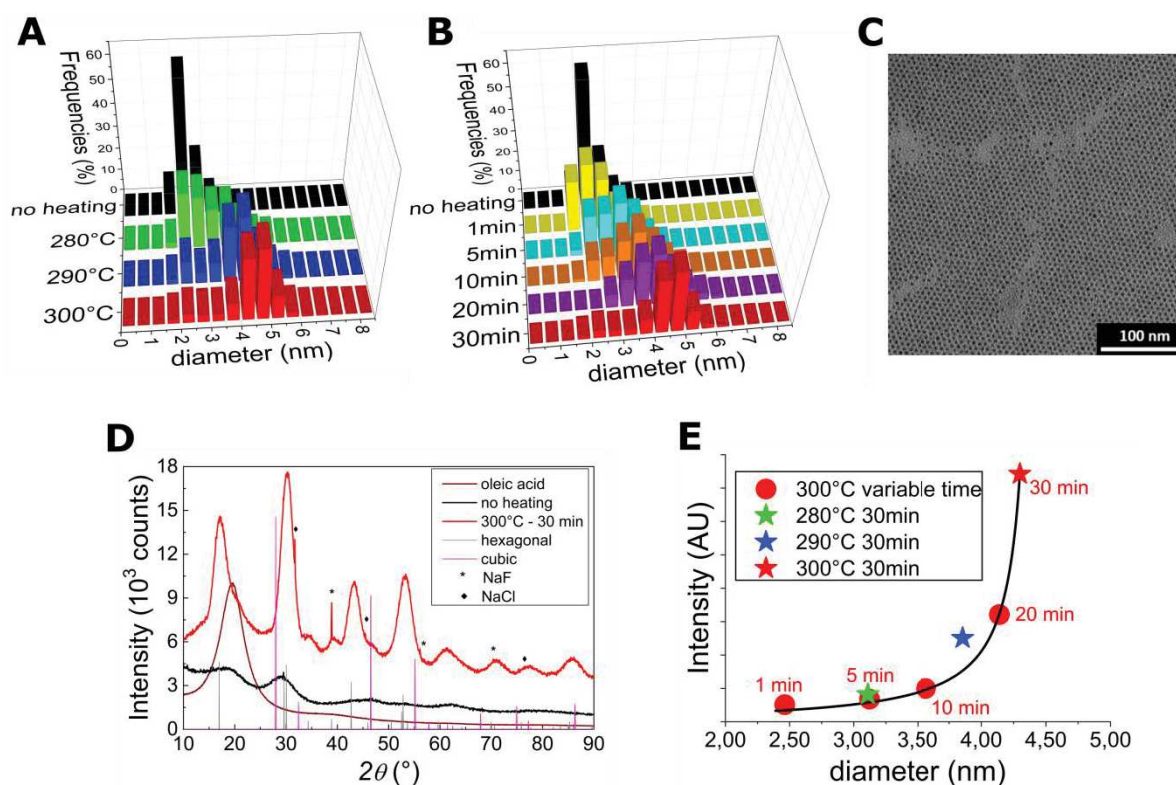 A
Frequencies (%)
60
50
40
30
20
10
0
no heating
280°C
290°C
300°C
0 1 2 3 4 5 6 7 8
diameter (nm)
B
Frequencies (%)
60
50
40
30
20
10
0
no heating
1min
5min
10min
20min
30min
0 1 2 3 4 5 6 7 8
diameter (nm)
C
100 nm
D
Intensity (10³ counts)
18
15
12
9
6
3
0
oleic acid
no heating
300°C - 30 min
hexagonal
cubic
* NaF
♦ NaCl
10 20 30 40 50 60 70 80 90
2θ (°)
E
Intensity (AU)
300°C variable time
280°C 30min
290°C 30min
300°C 30min
30 min
20 min
1 min
5 min
10 min
2,00 2,50 3,00 3,50 4,00 4,50 5,00
diameter (nm)